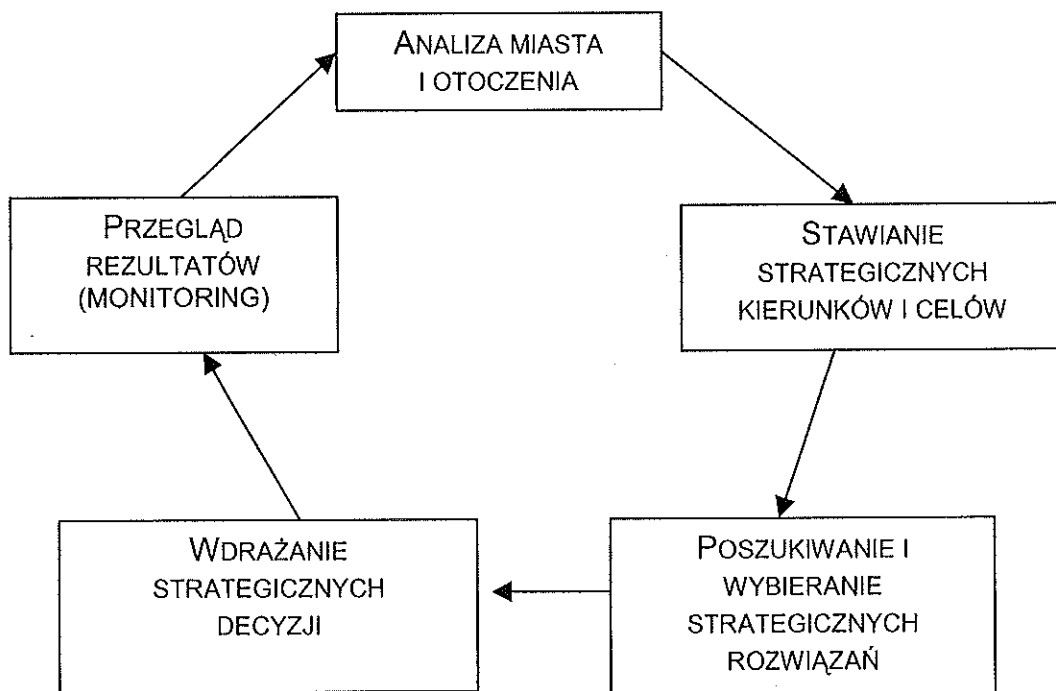 ANALIZA MIASTA
I OTOCZENIA
PRZEGLĄD
REZULTATÓW
(MONITORING)
STAWIANIE
STRATEGICZNYCH
KIERUNKÓW I CELÓW
WDRAŻANIE
STRATEGICZNYCH
DECYZJI
POSZUKIWANIE I
WYBIERANIE
STRATEGICZNYCH
ROZWIĄZAŃ